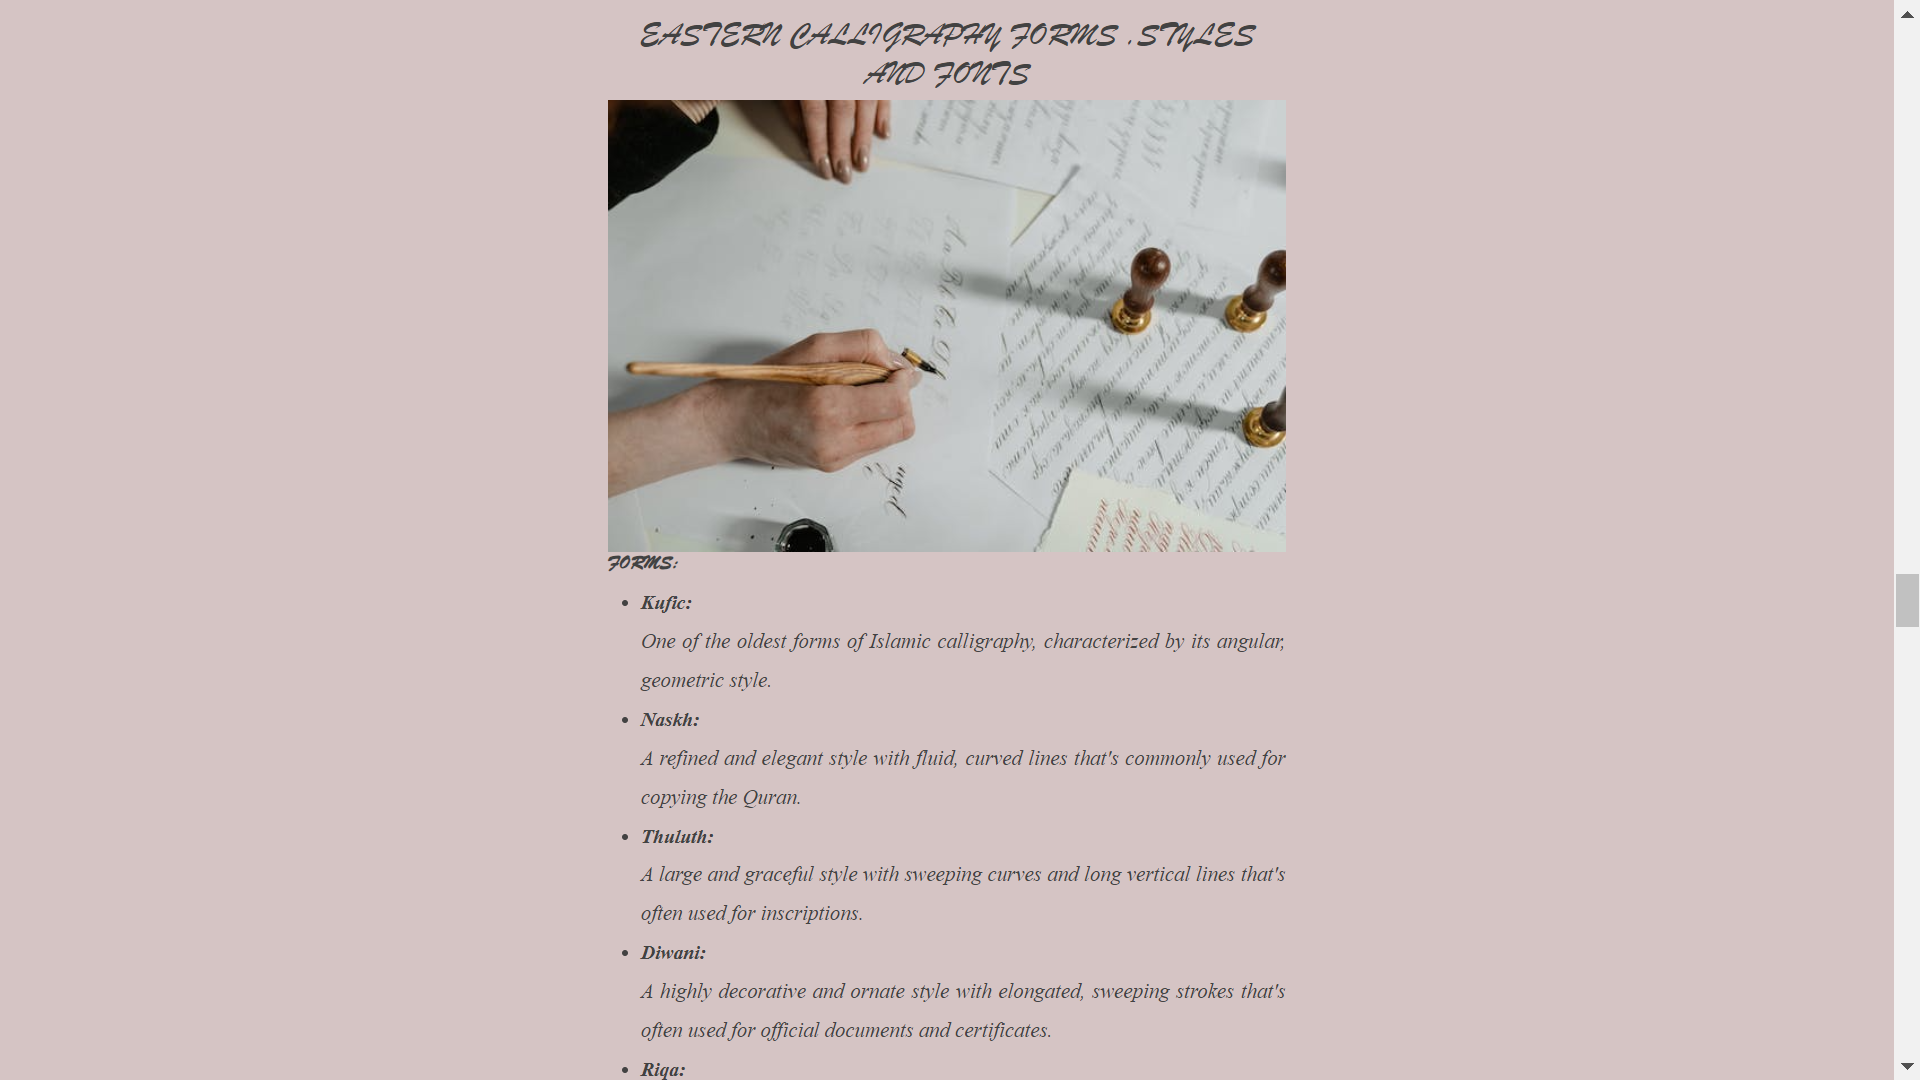 EASTERN CALLIGRAPHY FORMS ,STYLES
AND FONTS
FORMS:
• Kufic:
One of the oldest forms of Islamic calligraphy, characterized by its angular,
geometric style.
• Naskh:
A refined and elegant style with fluid, curved lines that's commonly used for
copying the Quran.
• Thuluth:
A large and graceful style with sweeping curves and long vertical lines that's
often used for inscriptions.
• Diwani:
A highly decorative and ornate style with elongated, sweeping strokes that's
often used for official documents and certificates.
• Riqa: